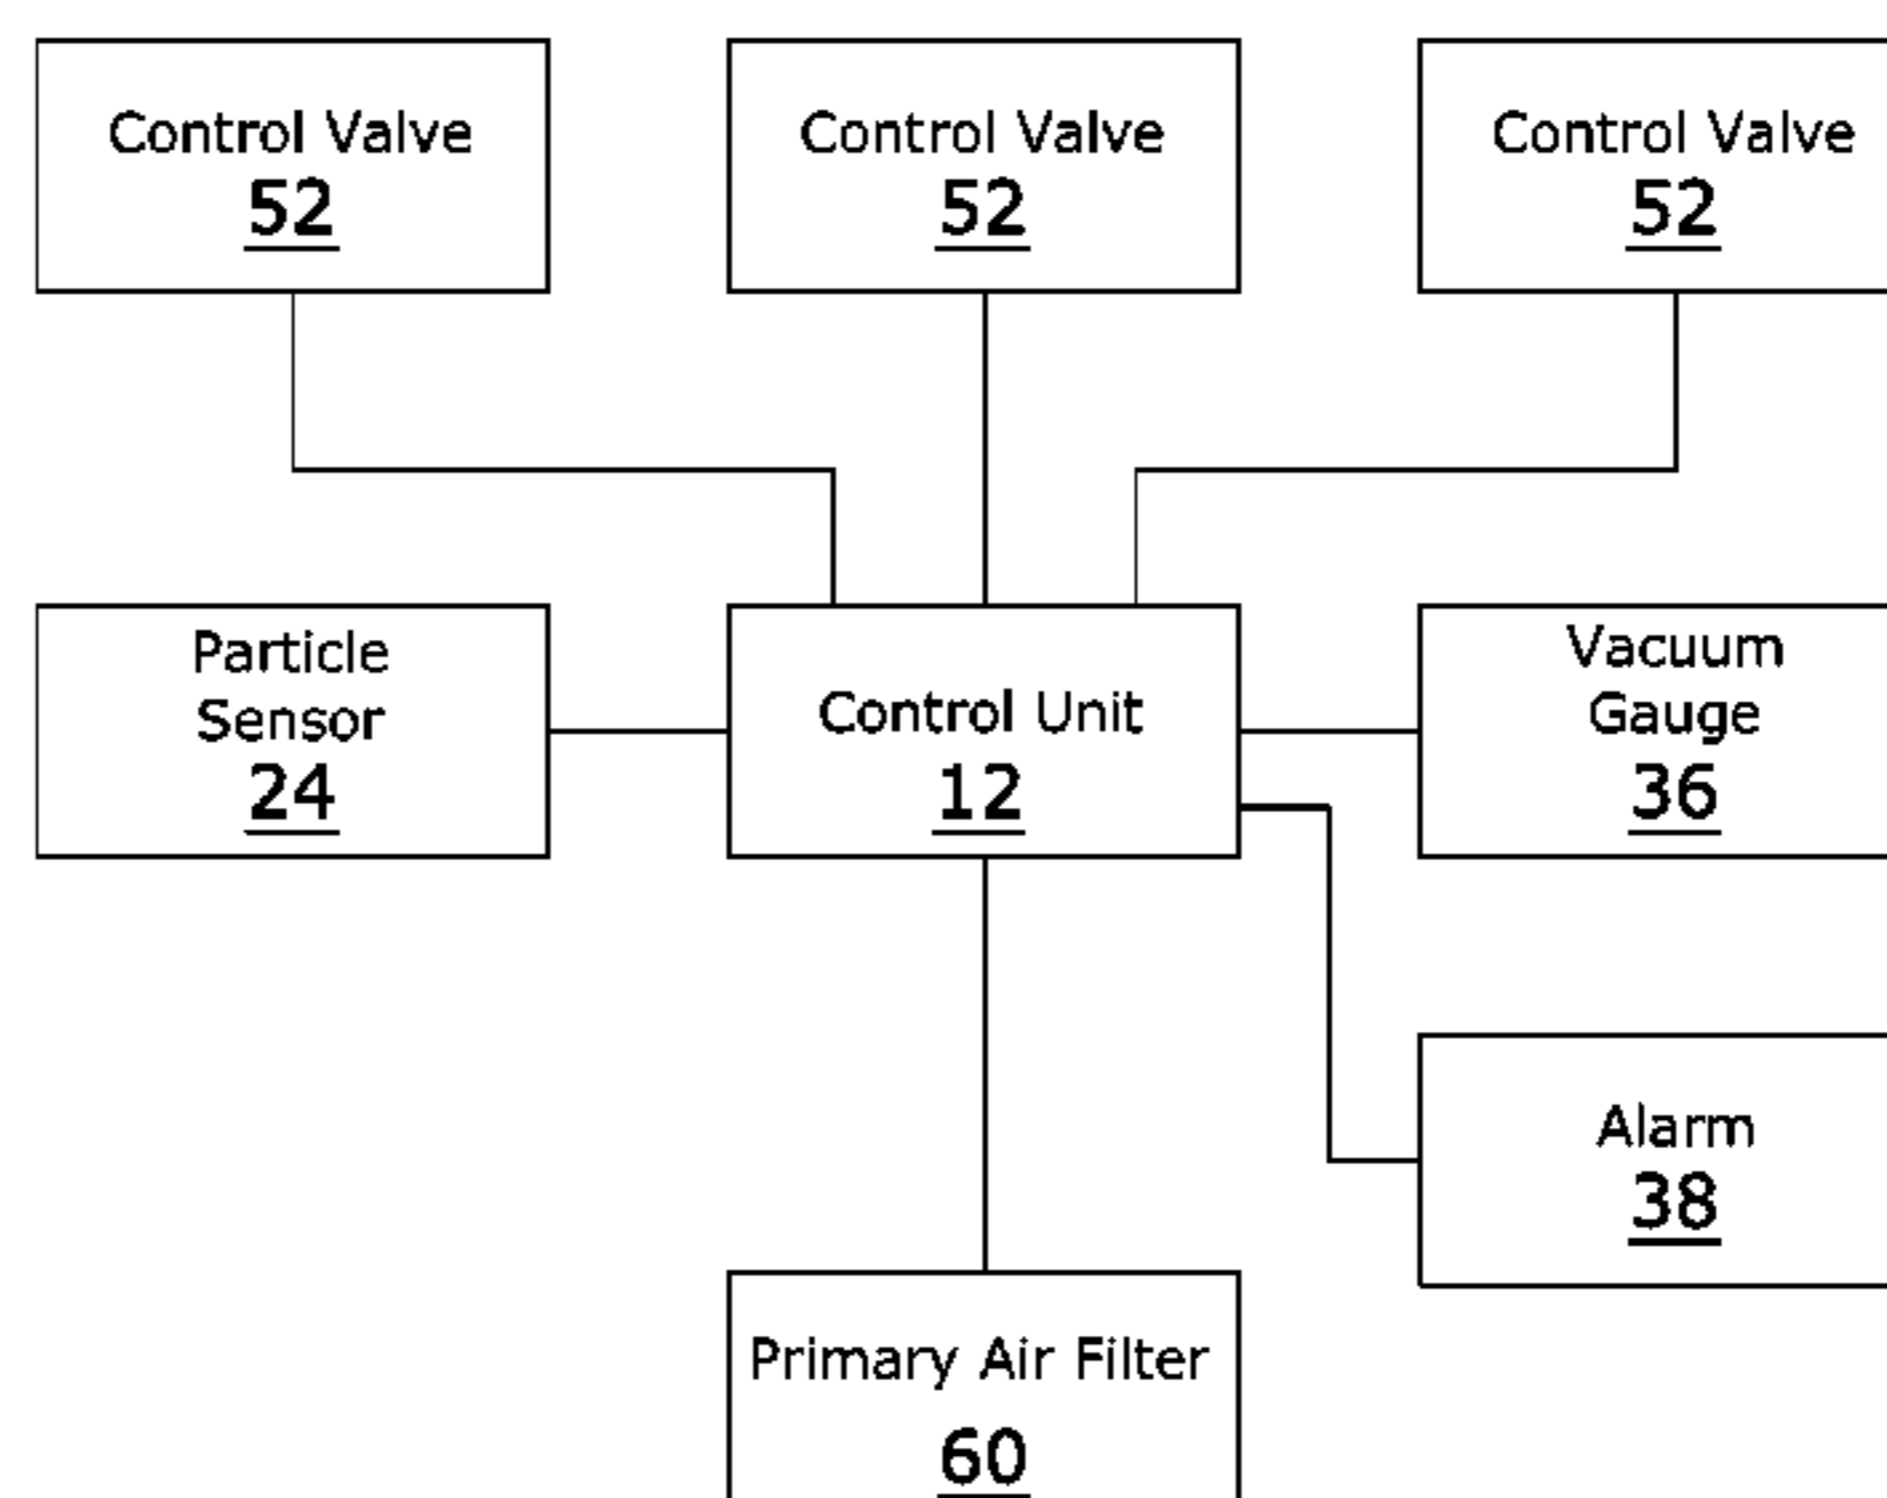 Control Valve
52
Control Valve
52
Control Valve
52
Particle
Sensor
24
Control Unit
12
Vacuum
Gauge
36
Alarm
38
Primary Air Filter
60